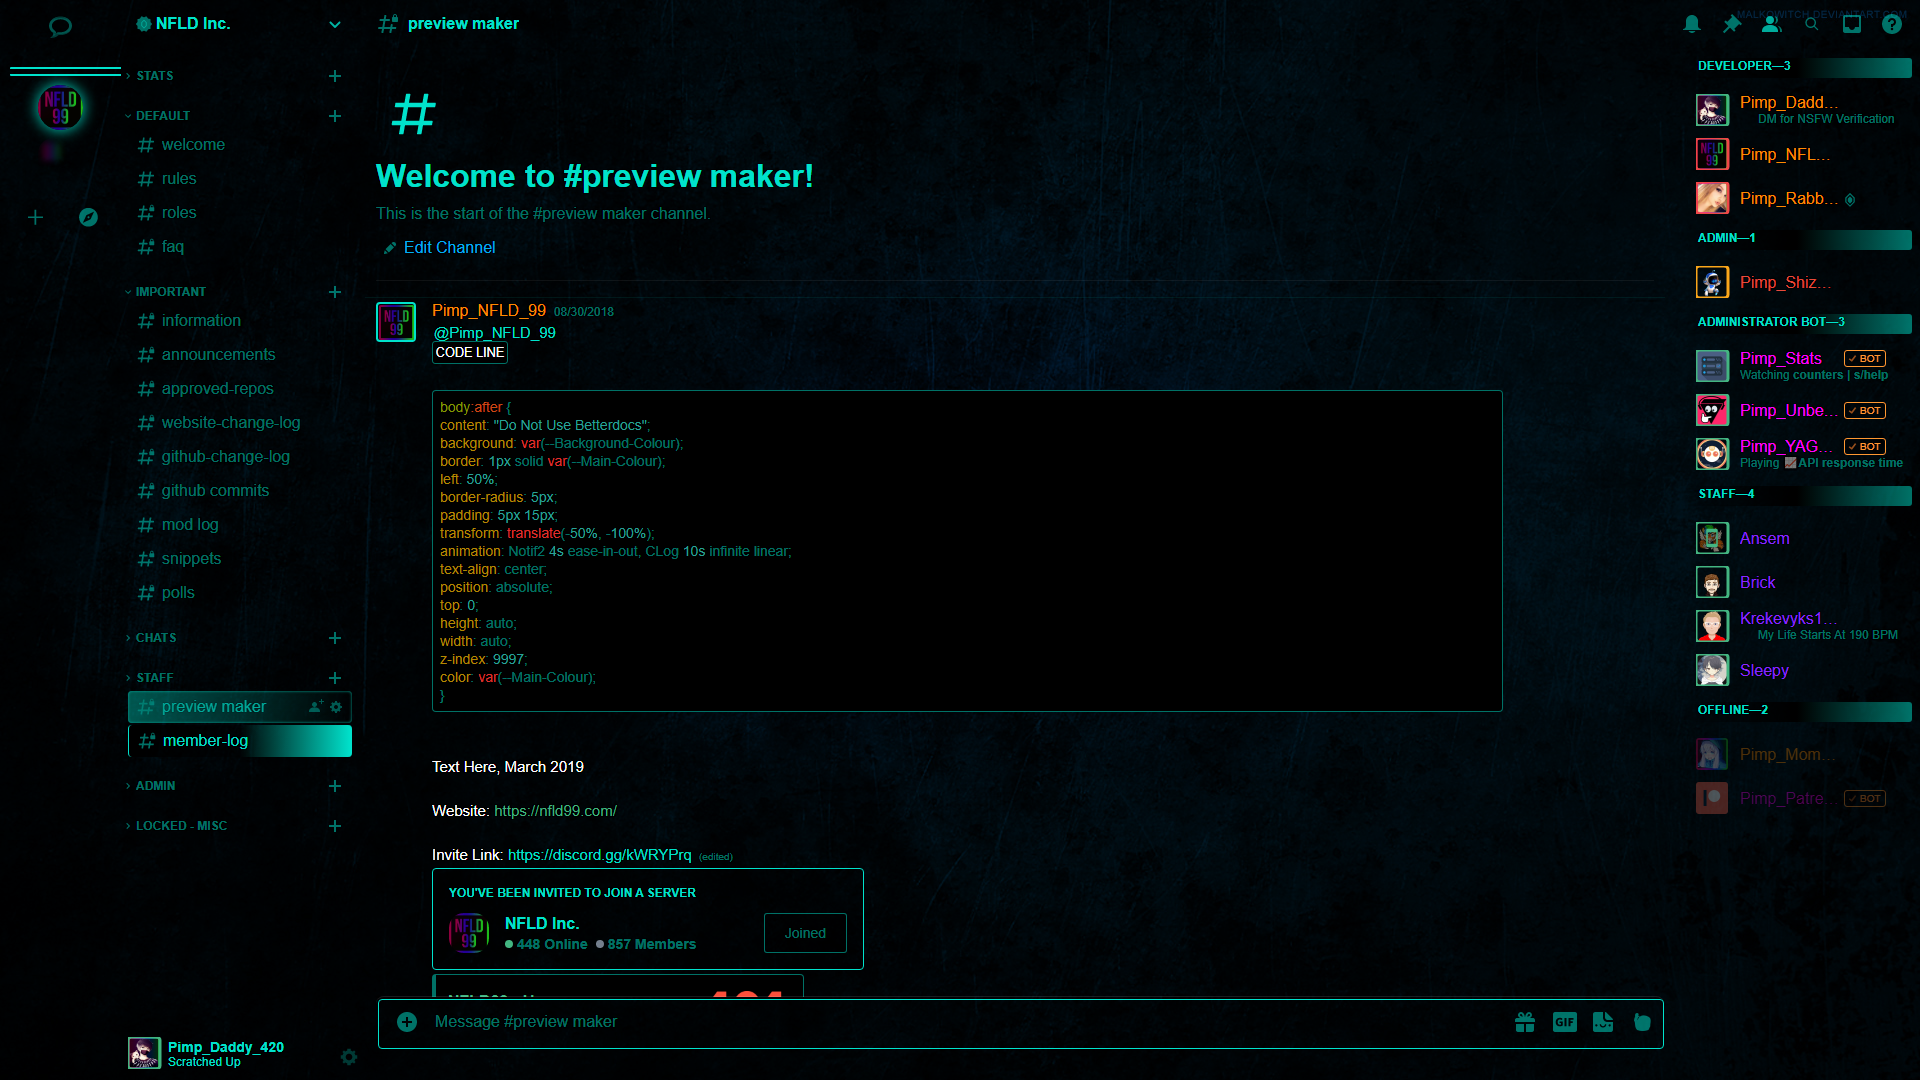 NFLD Inc.
preview maker
MALKOWITCH.DEVIANTART.COM
NFLD
99
STATS
DEFAULT
welcome
rules
roles
faq
IMPORTANT
information
announcements
approved-repos
website-change-log
github-change-log
github commits
mod log
snippets
polls
CHATS
STAFF
preview maker
member-log
ADMIN
LOCKED - MISC
Pimp_Daddy_420
Scratched Up
#
Welcome to #preview maker!
This is the start of the #preview maker channel.
Edit Channel
NFLD
99
Pimp_NFLD_99 08/30/2018
@Pimp_NFLD_99
CODE LINE
body:after {
content: "Do Not Use Betterdocs";
background: var(--Background-Colour);
border: 1px solid var(--Main-Colour);
left: 50%;
border-radius: 5px;
padding: 5px 15px;
transform: translate(-50%, -100%);
animation: Notif2 4s ease-in-out, CLog 10s infinite linear;
text-align: center;
position: absolute;
top: 0;
height: auto;
width: auto;
z-index: 9997;
color: var(--Main-Colour);
}
Text Here, March 2019
Website: https://nfld99.com/
Invite Link: https://discord.gg/kWRYPrq (edited)
YOU'VE BEEN INVITED TO JOIN A SERVER
NFLD
99
NFLD Inc.
448 Online 857 Members
Joined
Message #preview maker
GIF
DEVELOPER—3
Pimp_Dadd...
DM for NSFW Verification
NFLD
99
Pimp_NFL...
Pimp_Rabb...
ADMIN—1
Pimp_Shiz...
ADMINISTRATOR BOT—3
Pimp_Stats ✓ BOT
Watching counters | s/help
Pimp_Unbe... ✓ BOT
Pimp_YAG... ✓ BOT
Playing API response time
STAFF—4
Ansem
Brick
Krekevyks1...
My Life Starts At 190 BPM
Sleepy
OFFLINE—2
Pimp_Mom...
Pimp_Patre... ✓ BOT